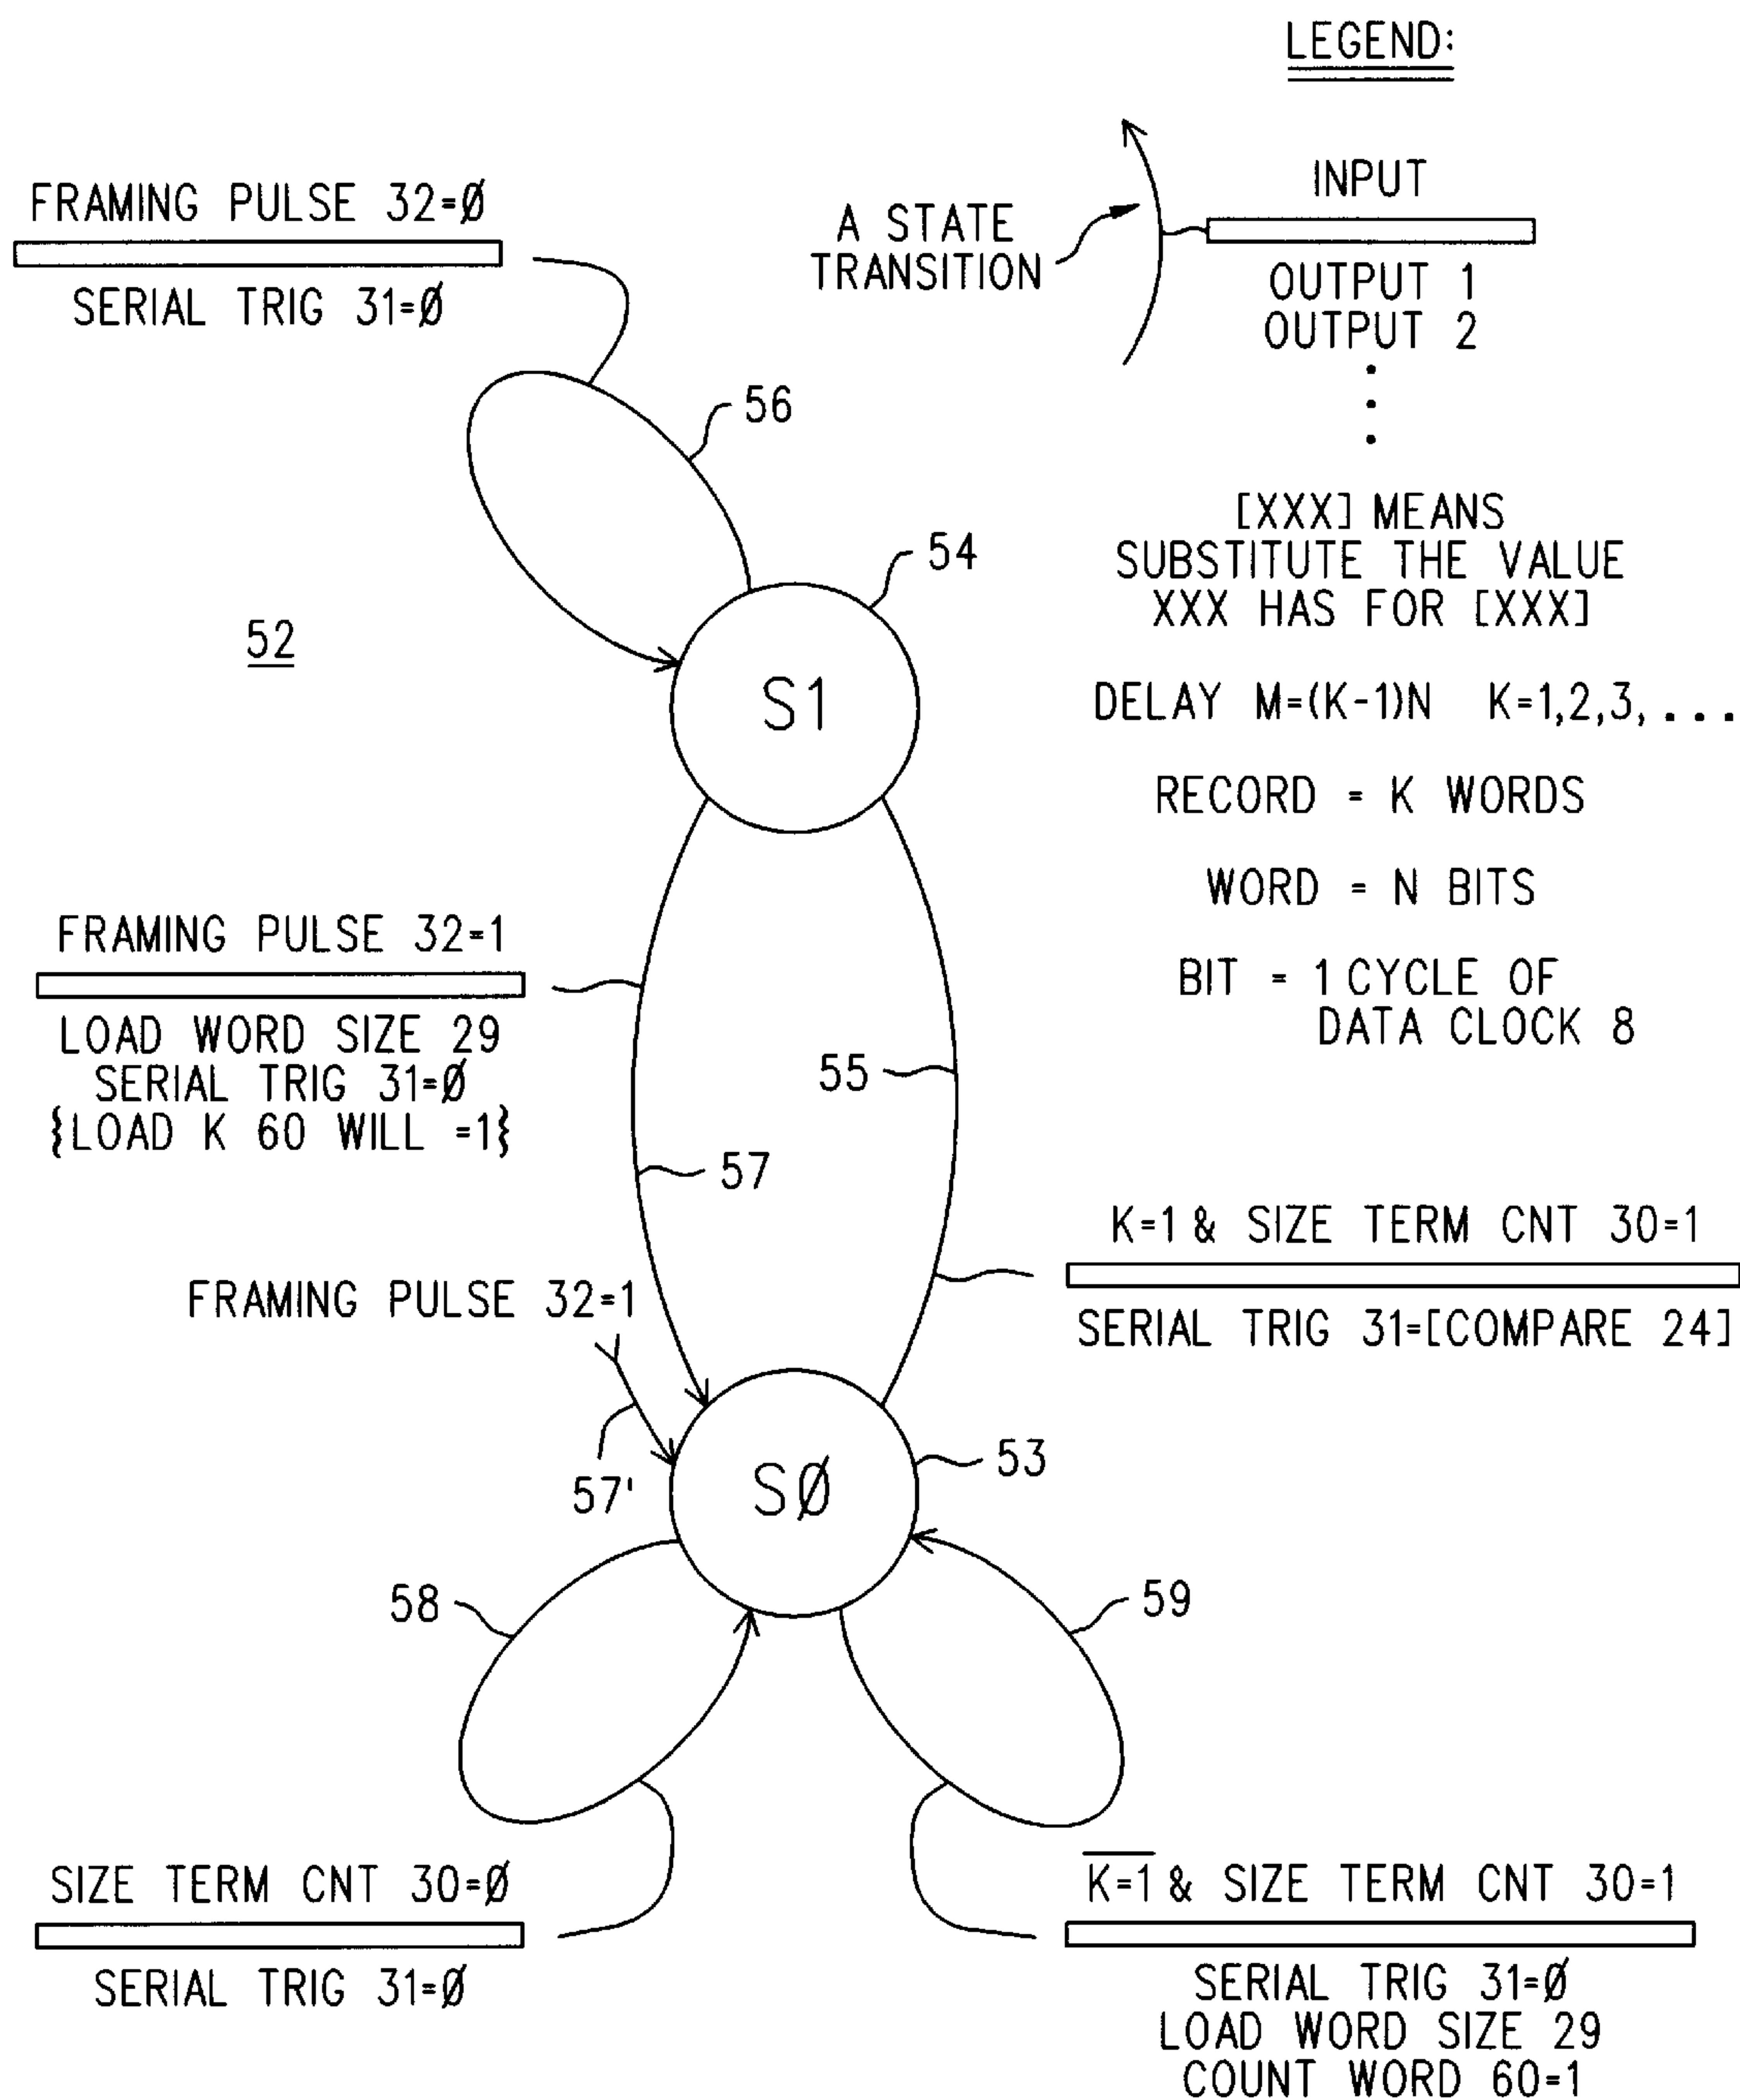 LEGEND:
INPUT
A STATE
TRANSITION
OUTPUT 1
OUTPUT 2
[XXX] MEANS
SUBSTITUTE THE VALUE
XXX HAS FOR [XXX]
DELAY M=(K-1)N K=1,2,3, . . .
RECORD = K WORDS
WORD = N BITS
BIT = 1 CYCLE OF
DATA CLOCK 8
FRAMING PULSE 32=Ø
SERIAL TRIG 31=Ø
56
54
52
S1
FRAMING PULSE 32=1
LOAD WORD SIZE 29
SERIAL TRIG 31=Ø
{LOAD K 60 WILL =1}
55
57
K=1 & SIZE TERM CNT 30=1
SERIAL TRIG 31=[COMPARE 24]
FRAMING PULSE 32=1
57'
53
SØ
58
59
SIZE TERM CNT 30=Ø
SERIAL TRIG 31=Ø
K̅=̅1̅ & SIZE TERM CNT 30=1
SERIAL TRIG 31=Ø
LOAD WORD SIZE 29
COUNT WORD 60=1